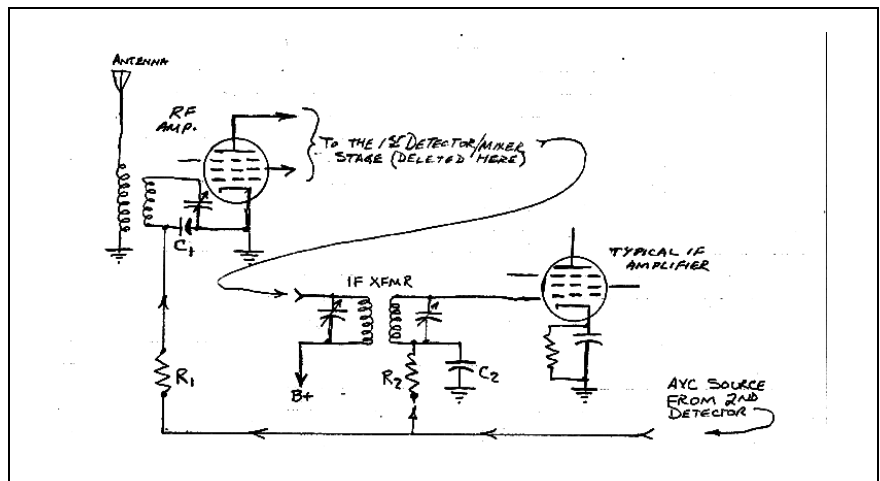 ANTENNA
RF
AMP.
TO THE 1ST DETECTOR/MIXER
STAGE (DELETED HERE)
C1
IF XFMR
TYPICAL IF
AMPLIFIER
R1
B+
R2
C2
AVC SOURCE
FROM 2ND
DETECTOR